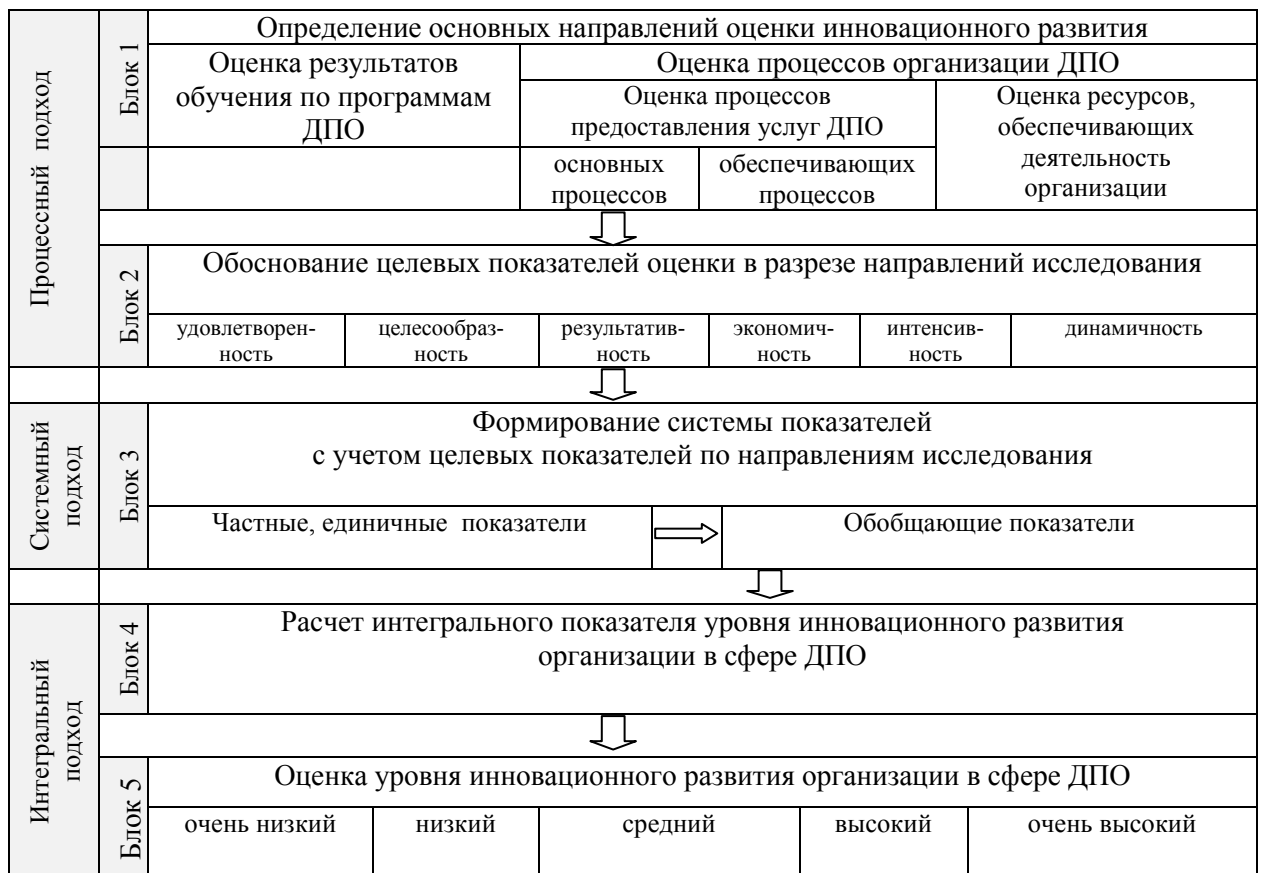 Процессный подход
Блок 1
Определение основных направлений оценки инновационного развития
Оценка результатов
обучения по программам
ДПО
Оценка процессов организации ДПО
Оценка процессов
предоставления услуг ДПО
Оценка ресурсов,
обеспечивающих
деятельность
организации
основных
процессов
обеспечивающих
процессов
Блок 2
Обоснование целевых показателей оценки в разрезе направлений исследования
удовлетворен-
ность
целесообраз-
ность
результатив-
ность
экономич-
ность
интенсив-
ность
динамичность
Системный
подход
Блок 3
Формирование системы показателей
с учетом целевых показателей по направлениям исследования
Частные, единичные показатели
Обобщающие показатели
Интегральный
подход
Блок 4
Расчет интегрального показателя уровня инновационного развития
организации в сфере ДПО
Блок 5
Оценка уровня инновационного развития организации в сфере ДПО
очень низкий
низкий
средний
высокий
очень высокий